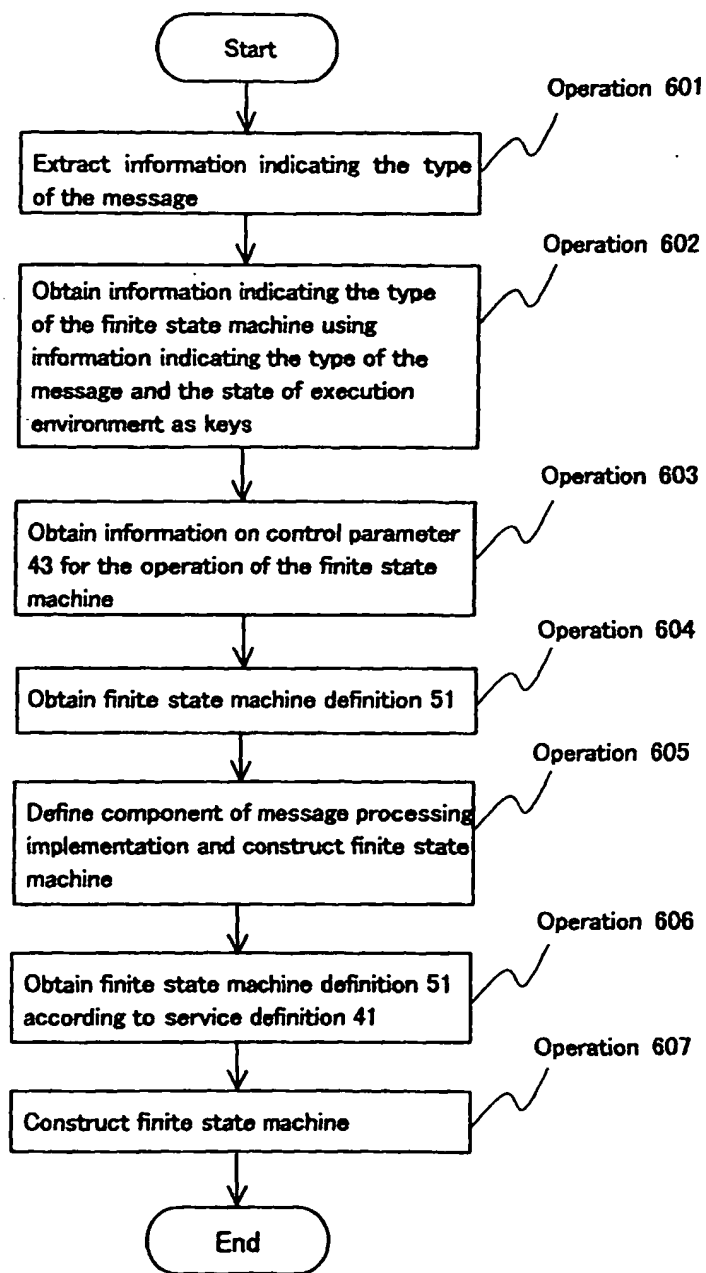 Start
Operation 601
Extract information indicating the type
of the message
Operation 602
Obtain information indicating the type
of the finite state machine using
information indicating the type of the
message and the state of execution
environment as keys
Operation 603
Obtain information on control parameter
43 for the operation of the finite state
machine
Operation 604
Obtain finite state machine definition 51
Operation 605
Define component of message processing
implementation and construct finite state
machine
Operation 606
Obtain finite state machine definition 51
according to service definition 41
Operation 607
Construct finite state machine
End